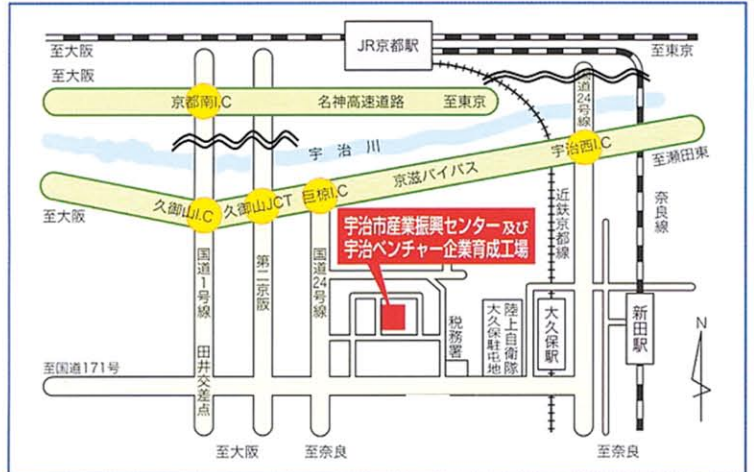 JR京都駅
至大阪
至東京
至大阪
京都南I.C
名神高速道路
至東京
国道24号線
宇治川
宇治西I.C
至瀬田東
京滋バイパス
至大阪
久御山I.C
久御山JCT
巨椋I.C
宇治市産業振興センター及び
宇治ベンチャー企業育成工場
近鉄京都線
奈良線
国道1号線
第二京阪
国道24号線
税務署
陸上自衛隊
大久保駐屯地
大久保駅
新田駅
N
至国道171号
田井交差点
至大阪
至奈良
至奈良